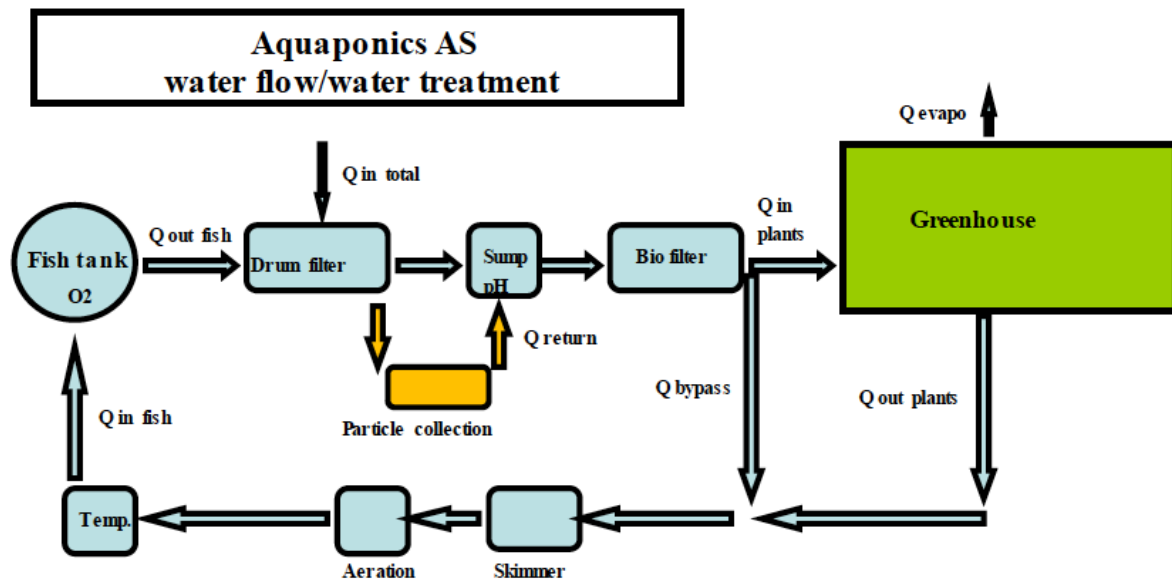 Aquaponics AS
water flow/water treatment
Q evapo
Q in total
Q in
plants
Greenhouse
Q out fish
Fish tank
O2
Drum filter
Sump
pH
Bio filter
Q return
Q bypass
Q out plants
Q in fish
Particle collection
Temp.
Aeration
Skimmer